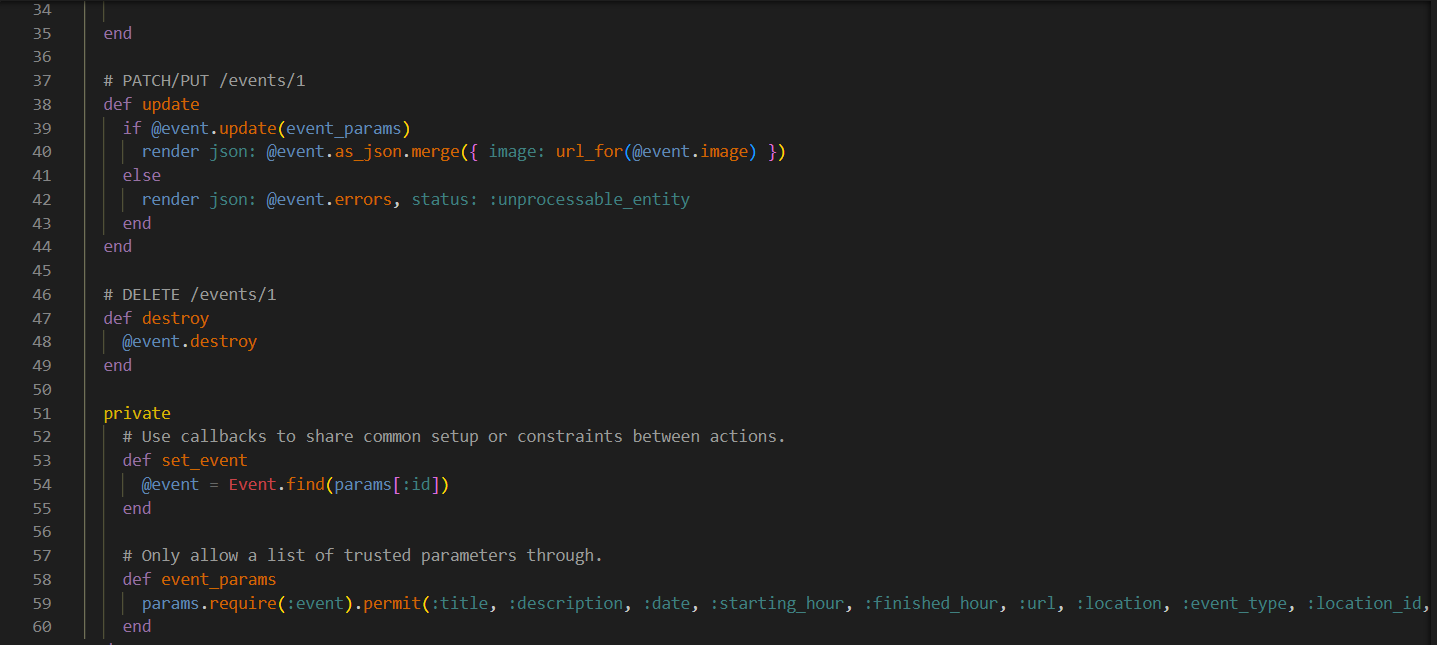 34
35 end
36
37 # PATCH/PUT /events/1
38 def update
39 if @event.update(event_params)
40 render json: @event.as_json.merge({ image: url_for(@event.image) })
41 else
42 render json: @event.errors, status: :unprocessable_entity
43 end
44 end
45
46 # DELETE /events/1
47 def destroy
48 @event.destroy
49 end
50
51 private
52 # Use callbacks to share common setup or constraints between actions.
53 def set_event
54 @event = Event.find(params[:id])
55 end
56
57 # Only allow a list of trusted parameters through.
58 def event_params
59 params.require(:event).permit(:title, :description, :date, :starting_hour, :finished_hour, :url, :location, :event_type, :location_id,
60 end